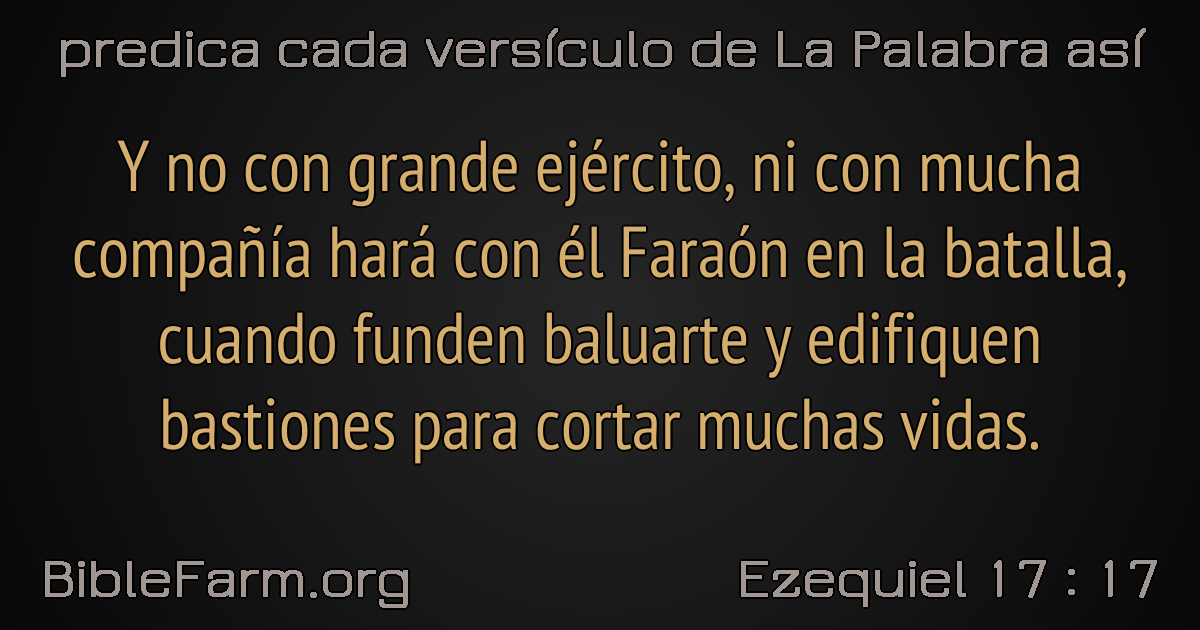 predica cada versículo de La Palabra así
Y no con grande ejército, ni con mucha
compañía hará con él Faraón en la batalla,
cuando funden baluarte y edifiquen
bastiones para cortar muchas vidas.
BibleFarm.org
Ezequiel 17 : 17